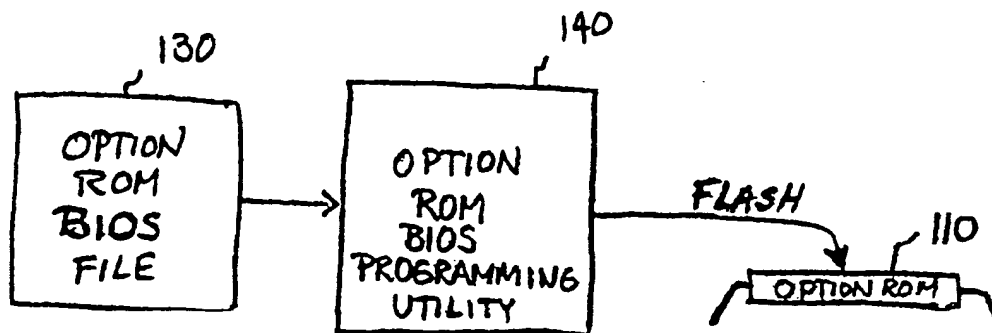 130
OPTION
ROM
BIOS
FILE
140
OPTION
ROM
BIOS
PROGRAMMING
UTILITY
FLASH
110
OPTION ROM